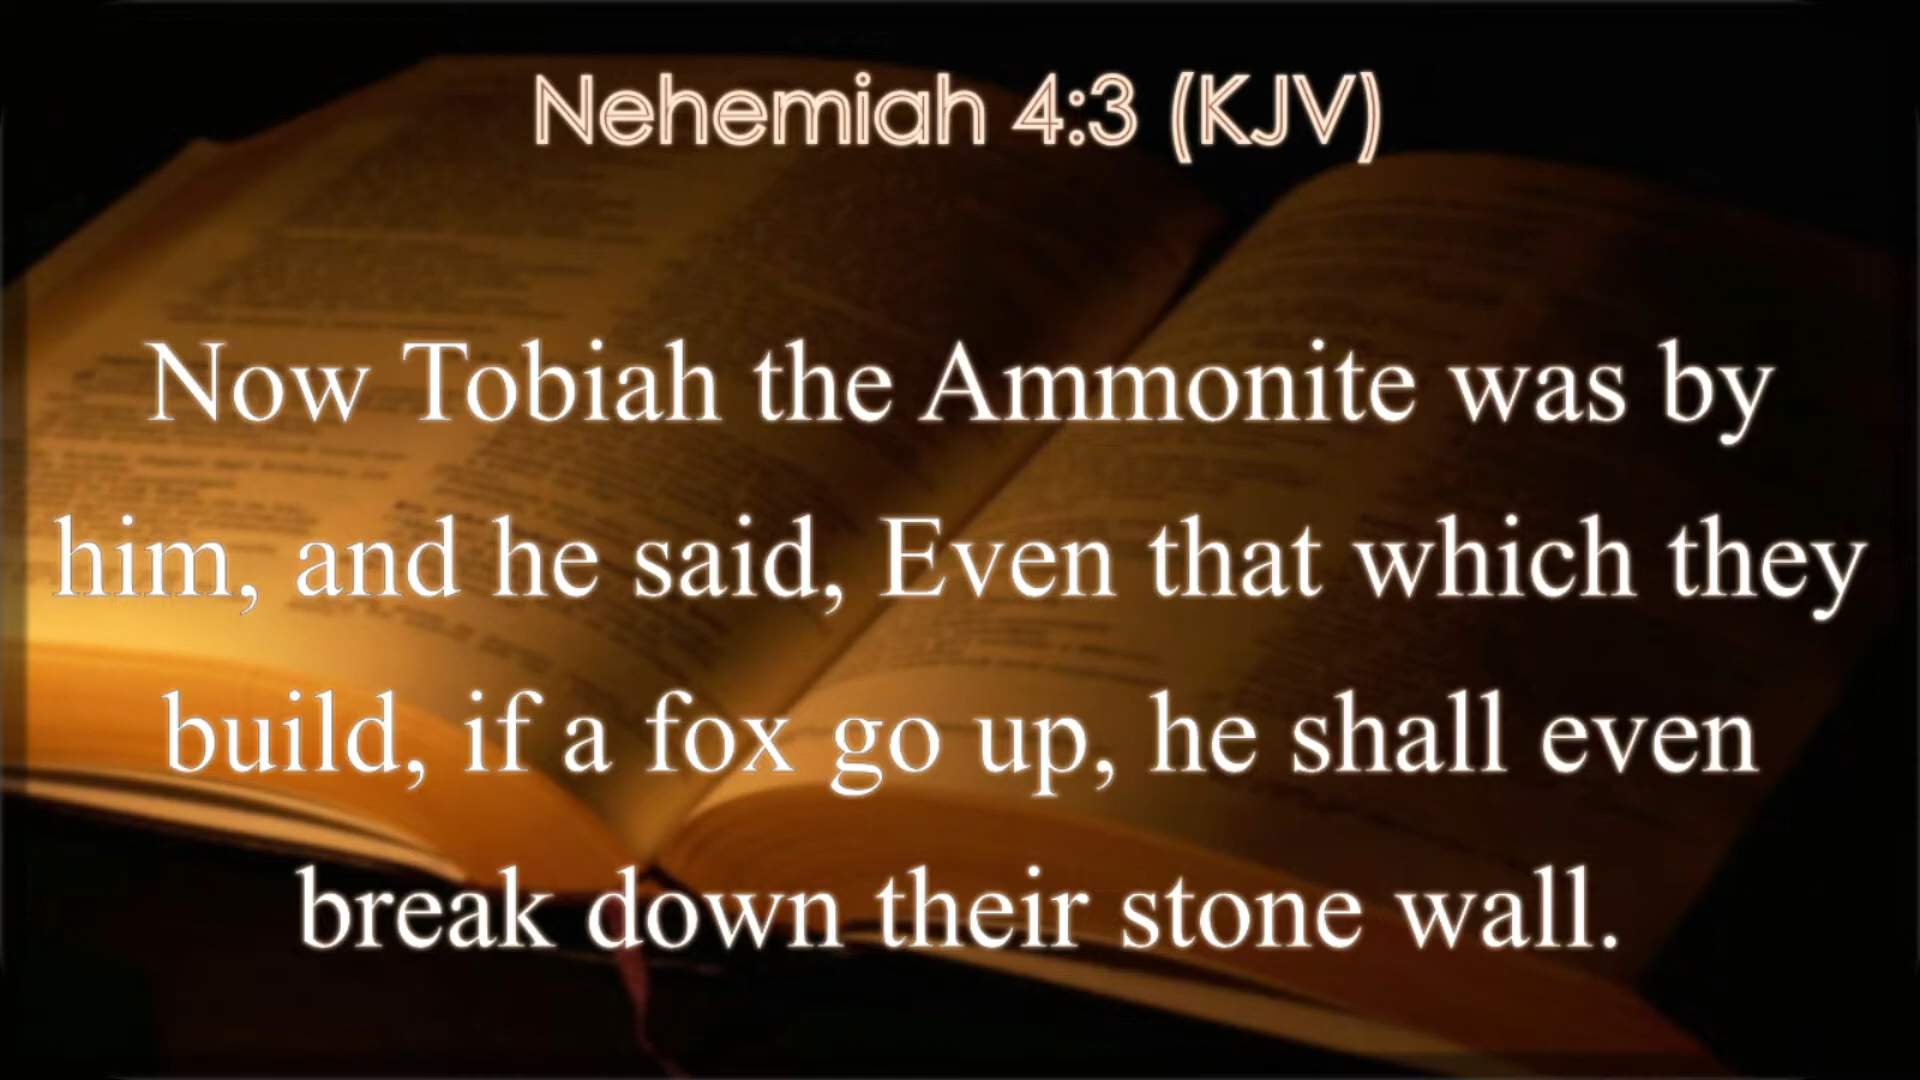 Nehemiah 4:3 (KJV)
Now Tobiah the Ammonite was by
him, and he said, Even that which they
build, if a fox go up, he shall even
break down their stone wall.